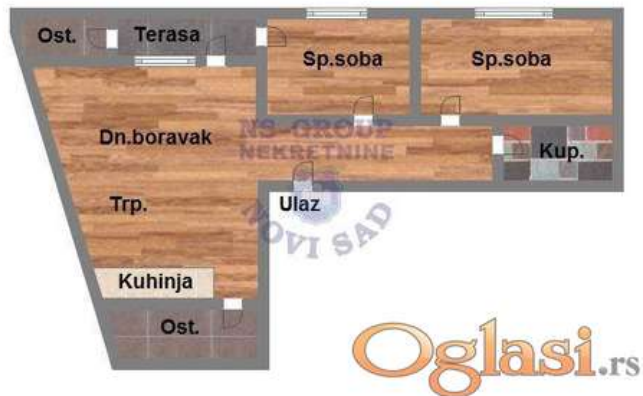 Ost.
Terasa
Sp.soba
Sp.soba
Dn.boravak
NS-GROUP
NEKRETNINE
Kup.
Trp.
Ulaz
NOVI SAD
Kuhinja
Ost.
Oglasi.rs